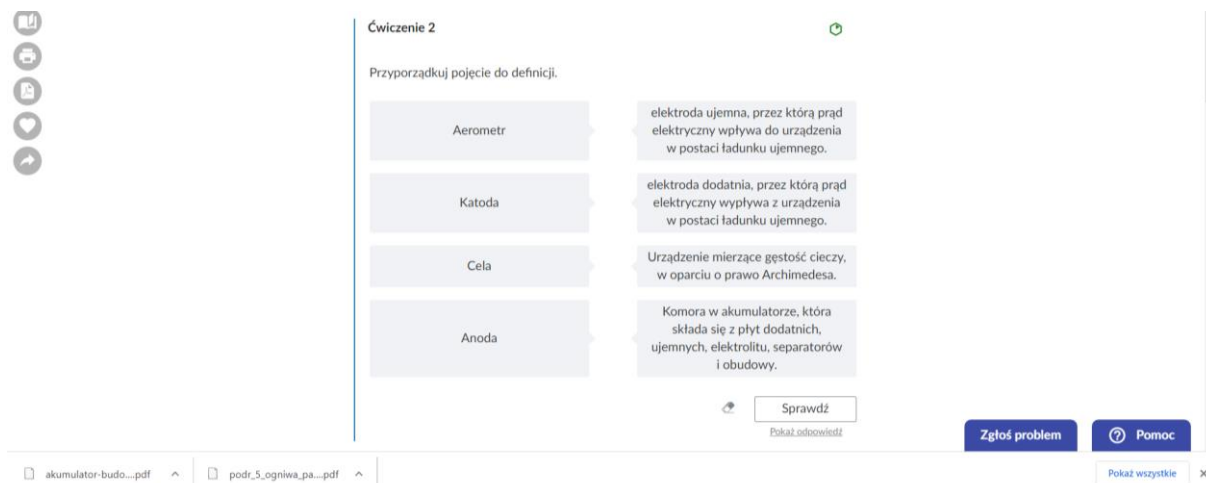 Ćwiczenie 2
Przyporządkuj pojęcie do definicji.
Aerometr
elektroda ujemna, przez którą prąd
elektryczny wpływa do urządzenia
w postaci ładunku ujemnego.
Katoda
elektroda dodatnia, przez którą prąd
elektryczny wypływa z urządzenia
w postaci ładunku ujemnego.
Cela
Urządzenie mierzące gęstość cieczy,
w oparciu o prawo Archimedesa.
Anoda
Komora w akumulatorze, która
składa się z płyt dodatnich,
ujemnych, elektrolitu, separatorów
i obudowy.
Sprawdź
Pokaż odpowiedź
Zgłoś problem
Pomoc
akumulator-budo....pdf
podr_5_ogniwa_pa....pdf
Pokaż wszystkie